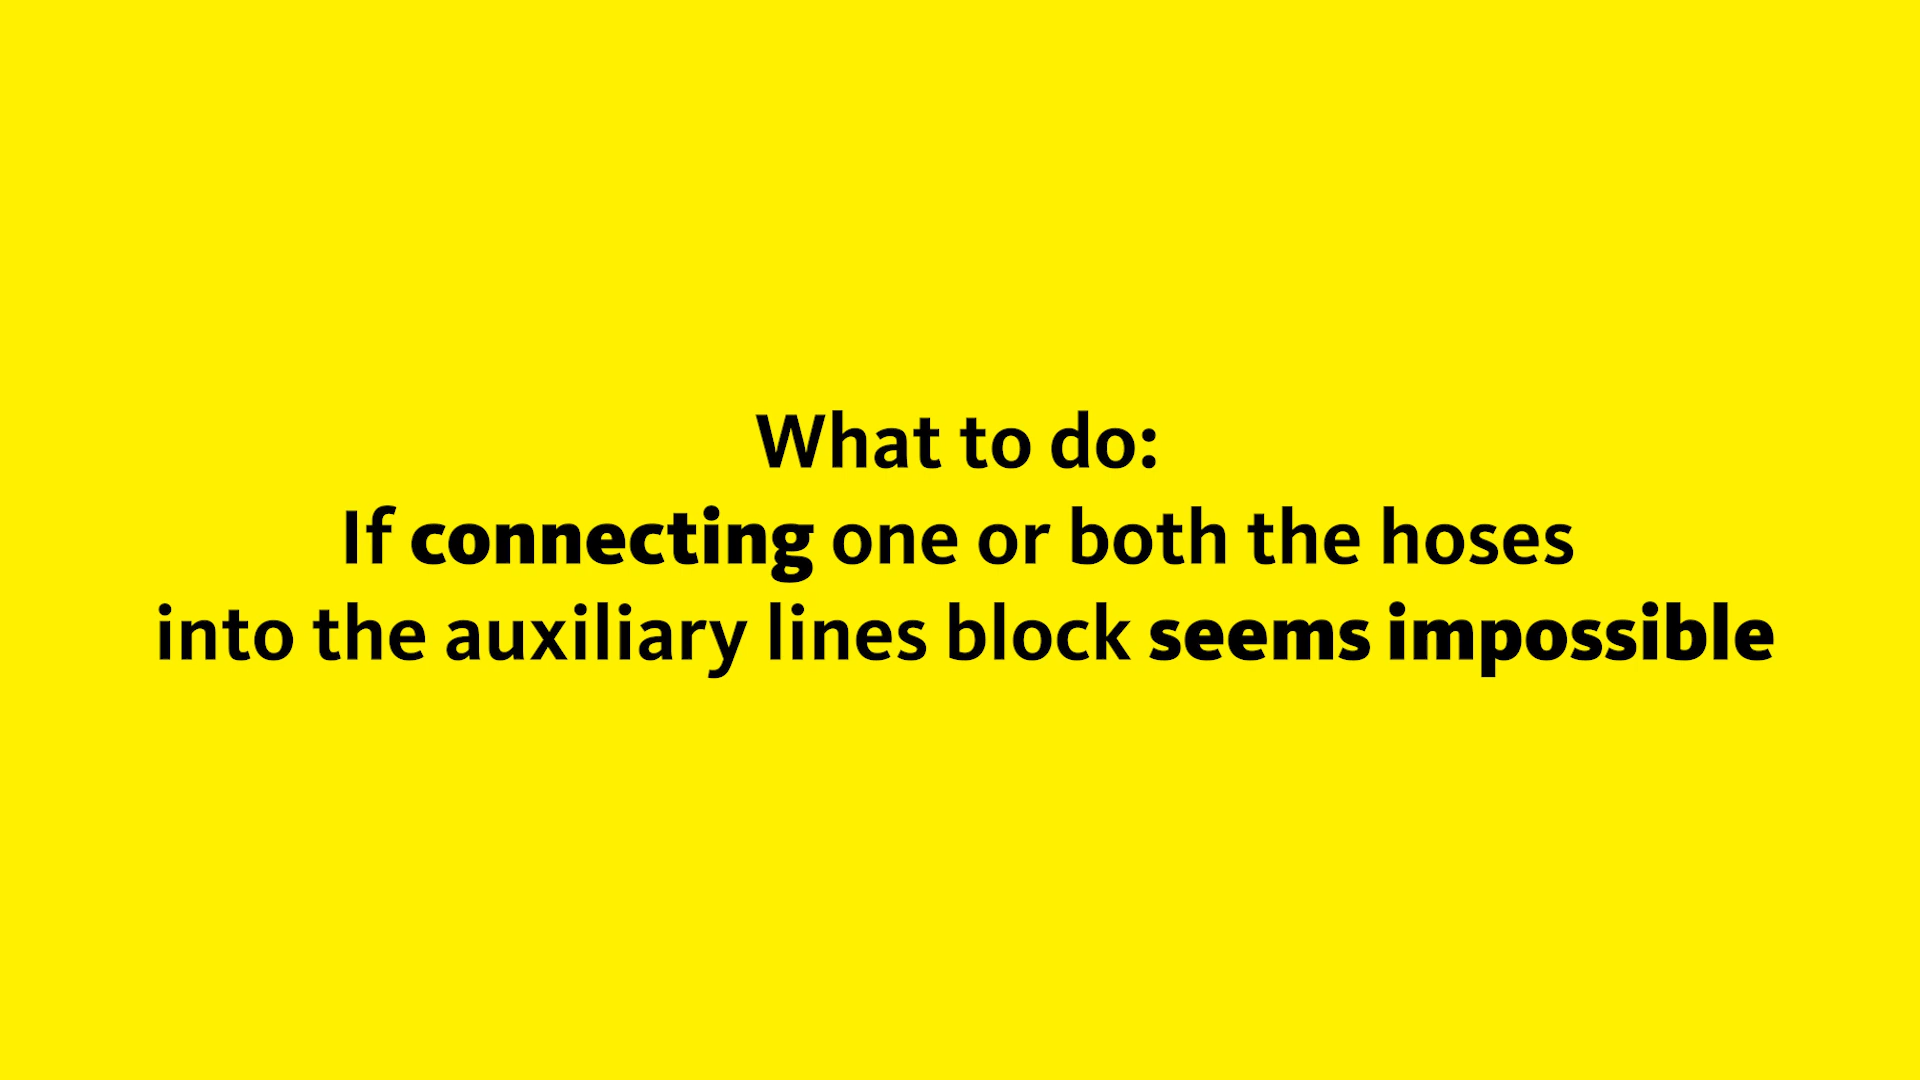 What to do:
If connecting one or both the hoses
into the auxiliary lines block seems impossible